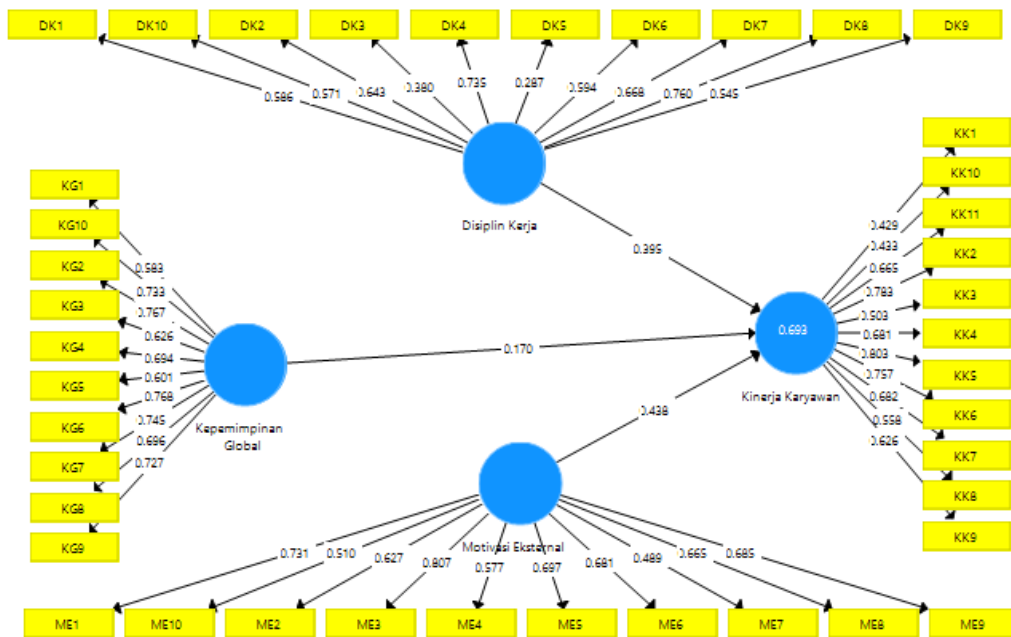 DK1 DK10 DK2 DK3 DK4 DK5 DK6 DK7 DK8 DK9
0.586 0.571 0.643 0.380 0.735 0.287 0.594 0.668 0.760 0.545
Disiplin Kerja
KG1
KG10
KG2
KG3
KG4
KG5
KG6
KG7
KG8
KG9
0.583
0.733
0.767
0.626
0.694
0.601
0.768
0.745
0.696
0.727
Kepemimpinan
Global
0.395
0.170
0.438
0.693
Kinerja Karyawan
0.429
0.433
0.665
0.783
0.503
0.681
0.803
0.757
0.682
0.558
0.626
KK1
KK10
KK11
KK2
KK3
KK4
KK5
KK6
KK7
KK8
KK9
Motivasi Eksternal
0.731 0.510 0.627 0.807 0.577 0.697 0.681 0.489 0.665 0.685
ME1 ME10 ME2 ME3 ME4 ME5 ME6 ME7 ME8 ME9